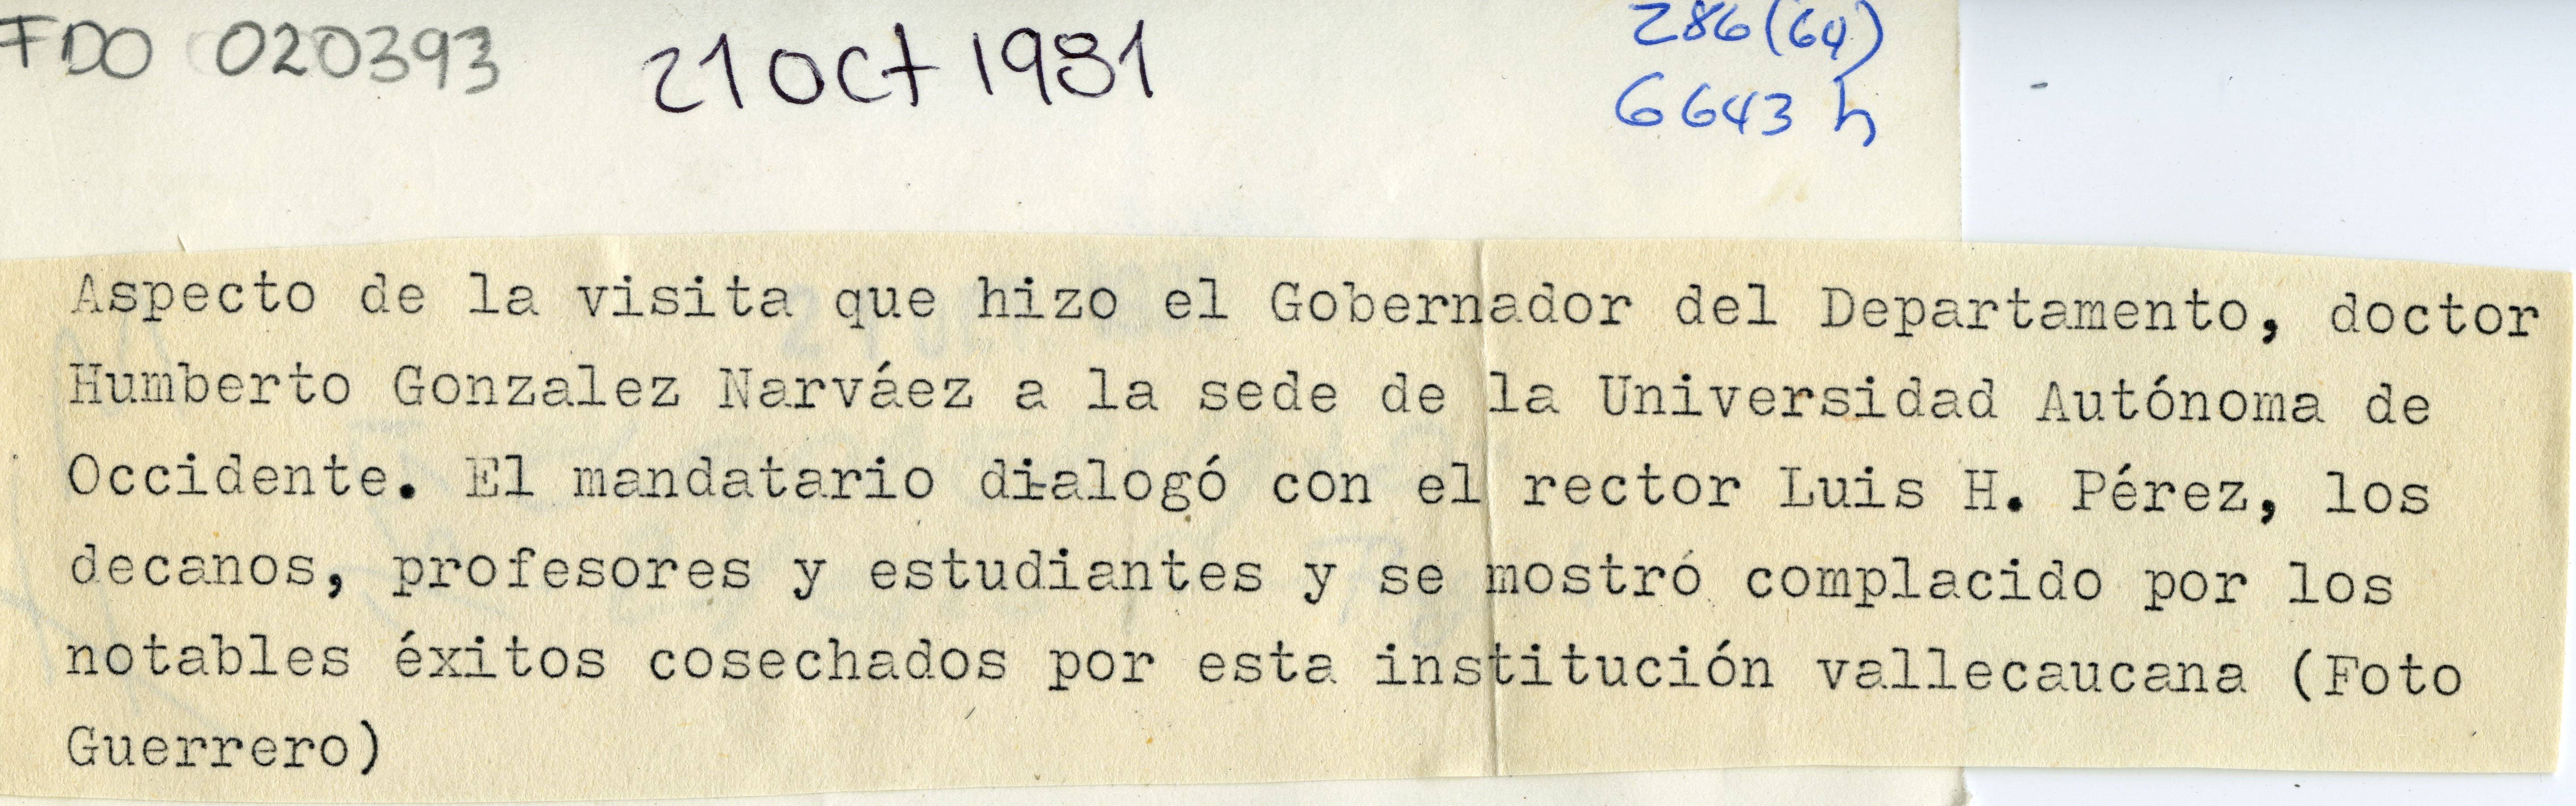 FDO 020393
21 Oct 1981
286(64)
6643 h
Aspecto de la visita que hizo el Gobernador del Departamento, doctor
Humberto Gonzalez Narváez a la sede de la Universidad Autónoma de
Occidente. El mandatario dialogó con el rector Luis H. Pérez, los
decanos, profesores y estudiantes y se mostró complacido por los
notables éxitos cosechados por esta institución vallecaucana (Foto
Guerrero)